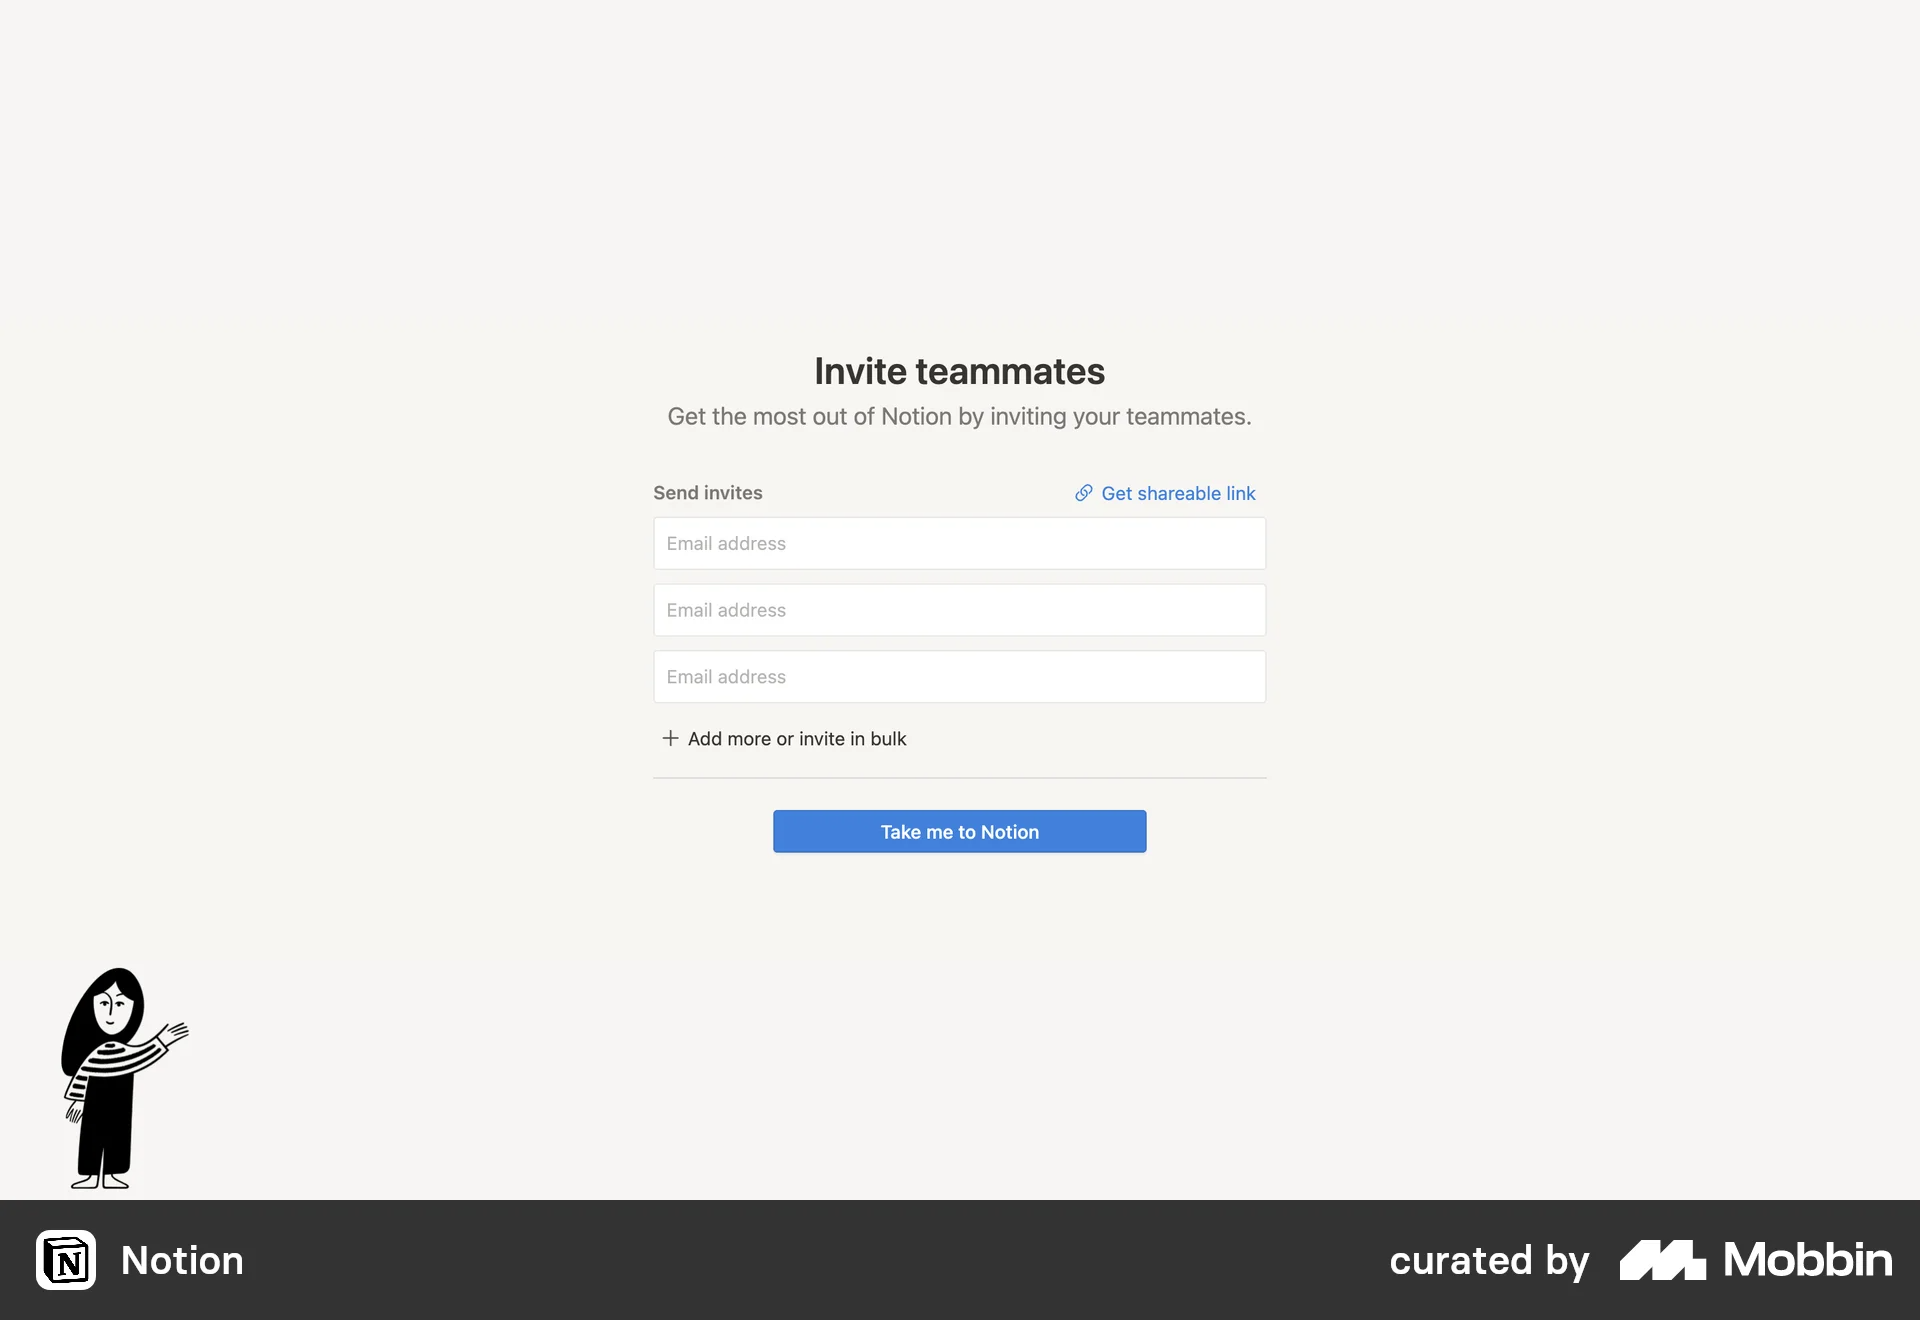 Invite teammates
Get the most out of Notion by inviting your teammates.
Send invites
Get shareable link
Email address
Email address
Email address
Add more or invite in bulk
Take me to Notion
N
Notion
curated by
Mobbin